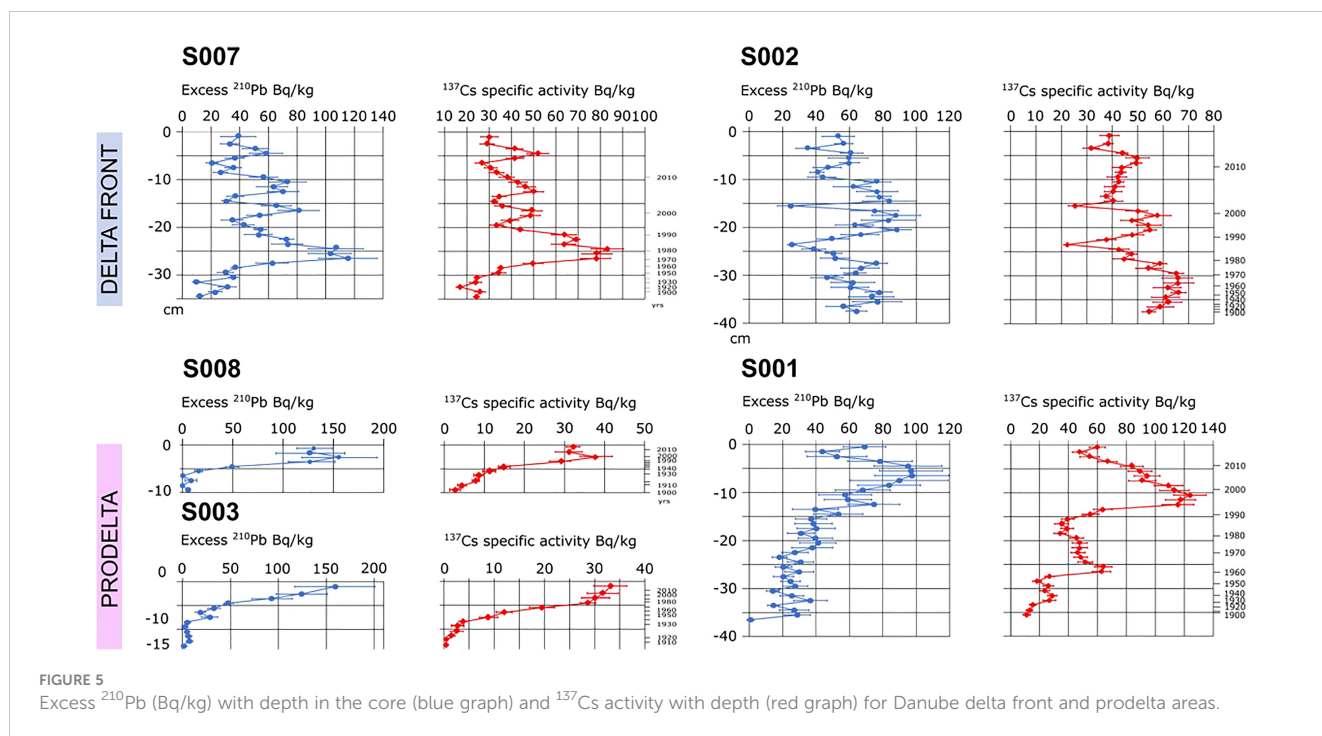 S007
Excess ²¹⁰Pb Bq/kg
0 20 40 60 80 100 120 140
¹³⁷Cs specific activity Bq/kg
10 20 30 40 50 60 70 80 90 100
0
-10
-20
-30
cm
2010
2000
1990
1980
1970
1960
1950
1930
1920
1900
yrs
DELTA FRONT
S002
Excess ²¹⁰Pb Bq/kg
0 20 40 60 80 100 120
¹³⁷Cs specific activity Bq/kg
0 10 20 30 40 50 60 70 80
0
-10
-20
-30
-40
cm
2010
2000
1990
1980
1970
1960
1950
1940
1920
1900
S008
Excess ²¹⁰Pb Bq/kg
0 50 100 150 200
¹³⁷Cs specific activity Bq/kg
0 10 20 30 40 50
0
-10
2010
2000
1990
1940
1930
1910
1900
yrs
PRODELTA
S003
Excess ²¹⁰Pb Bq/kg
0 50 100 150 200
¹³⁷Cs specific activity Bq/kg
0 10 20 30 40
0
-10
-15
2010
2000
1980
1960
1950
1930
1920
1910
S001
Excess ²¹⁰Pb Bq/kg
0 20 40 60 80 100 120
¹³⁷Cs specific activity Bq/kg
0 20 40 60 80 100 120 140
0
-10
-20
-30
-40
2010
2000
1990
1980
1970
1960
1950
1940
1930
1920
1900
FIGURE 5
Excess ²¹⁰Pb (Bq/kg) with depth in the core (blue graph) and ¹³⁷Cs activity with depth (red graph) for Danube delta front and prodelta areas.